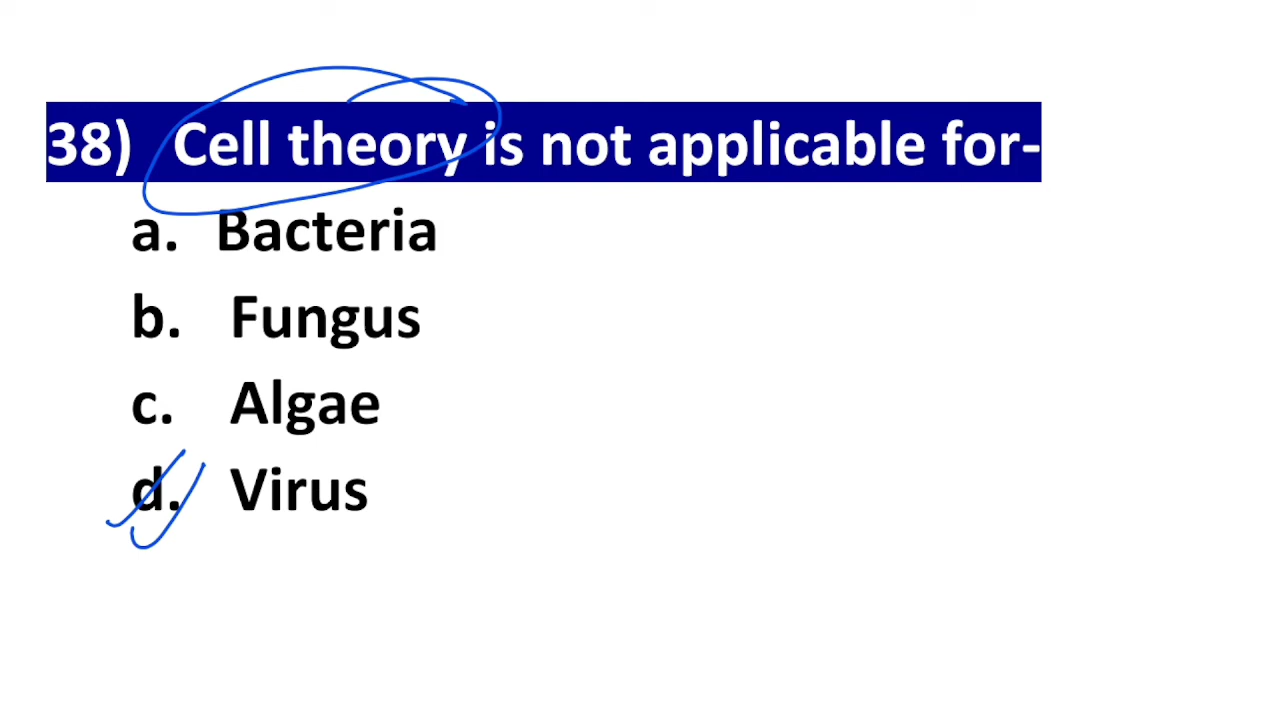 38) Cell theory is not applicable for-
a. Bacteria
b. Fungus
c. Algae
d. Virus